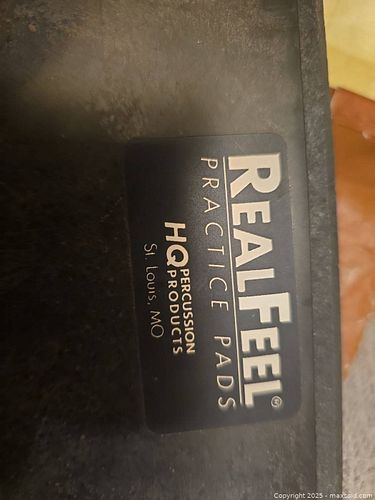 REALFEEL®
PRACTICE PADS
HQ PERCUSSION
PRODUCTS
St. Louis, MO
Copyright 2025 - maxsold.com